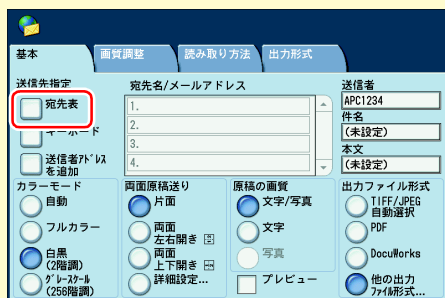 基本
画質調整
読み取り方法
出力形式
送信先指定
宛先表
キーボード
送信者ｱﾄﾞﾚｽ
を追加
宛先名/メールアドレス
1.
2.
3.
4.
送信者
APC1234
件名
(未設定)
本文
(未設定)
カラーモード
自動
フルカラー
白黒
(2階調)
ｸﾞﾚｰｽｹｰﾙ
(256階調)
両面原稿送り
片面
両面
左右開き
両面
上下開き
詳細設定...
原稿の画質
文字/写真
文字
写真
プレビュー
出力ファイル形式
TIFF/JPEG
自動選択
PDF
DocuWorks
他の出力
ﾌｧｲﾙ形式...